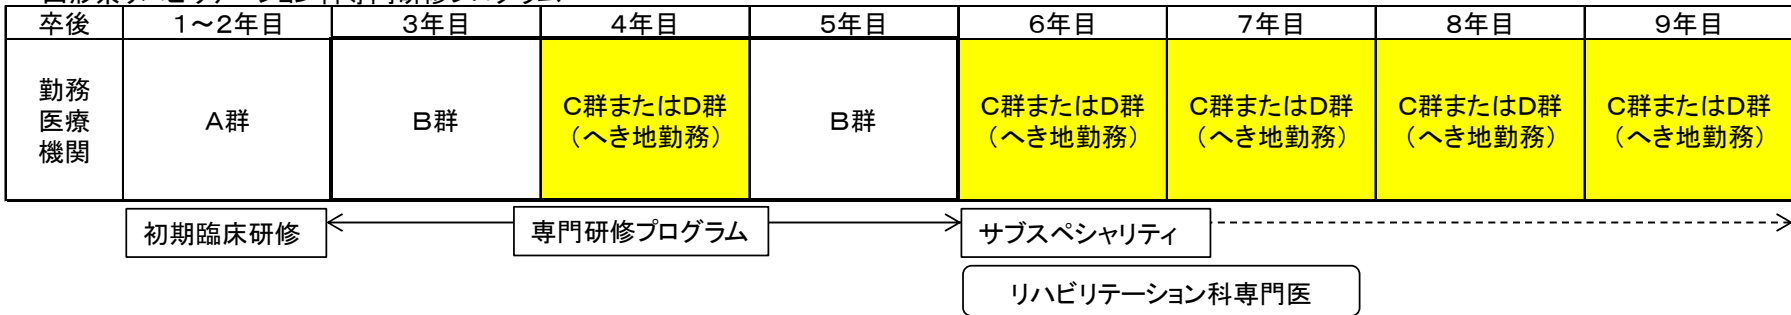 卒後 1～2年目 3年目 4年目 5年目 6年目 7年目 8年目 9年目
勤務
医療
機関
A群
B群
C群またはD群
（へき地勤務）
B群
C群またはD群
（へき地勤務）
C群またはD群
（へき地勤務）
C群またはD群
（へき地勤務）
C群またはD群
（へき地勤務）
初期臨床研修
専門研修プログラム
サブスペシャリティ
リハビリテーション科専門医